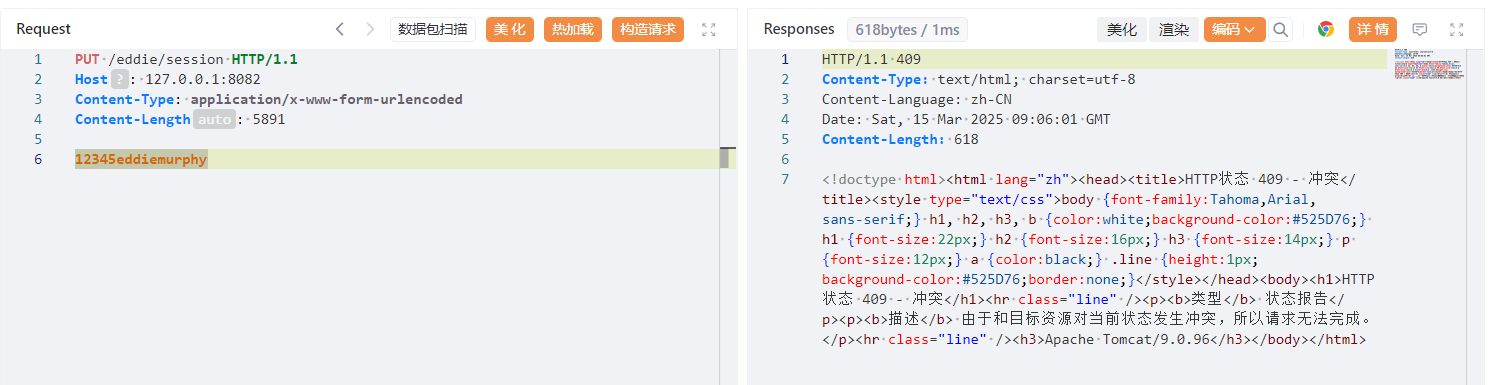 Request
数据包扫描
美 化
热加载
构造请求
1 PUT /eddie/session HTTP/1.1
2 Host ? : 127.0.0.1:8082
3 Content-Type: application/x-www-form-urlencoded
4 Content-Length auto : 5891
5
6 12345eddiemurphy
Responses
618bytes / 1ms
美化
渲染
编码
详 情
1 HTTP/1.1 409
2 Content-Type: text/html; charset=utf-8
3 Content-Language: zh-CN
4 Date: Sat, 15 Mar 2025 09:06:01 GMT
5 Content-Length: 618
6
7 <!doctype html><html lang="zh"><head><title>HTTP状态 409 - 冲突</
title><style type="text/css">body {font-family:Tahoma,Arial,
sans-serif;} h1, h2, h3, b {color:white;background-color:#525D76;}
h1 {font-size:22px;} h2 {font-size:16px;} h3 {font-size:14px;} p
{font-size:12px;} a {color:black;} .line {height:1px;
background-color:#525D76;border:none;}</style></head><body><h1>HTTP
状态 409 - 冲突</h1><hr class="line" /><p><b>类型</b> 状态报告</
p><p><b>描述</b> 由于和目标资源对当前状态发生冲突，所以请求无法完成。
</p><hr class="line" /><h3>Apache Tomcat/9.0.96</h3></body></html>